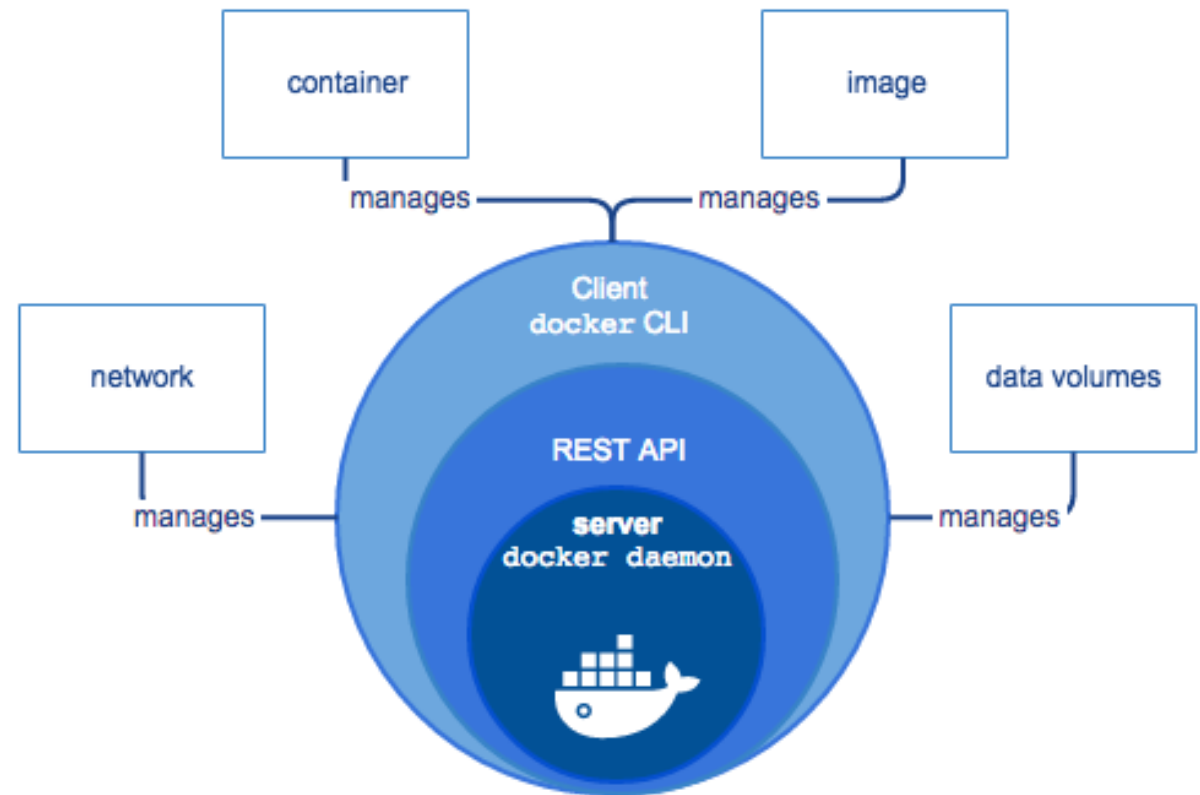 container
image
manages
manages
Client
docker CLI
network
data volumes
REST API
manages
manages
server
docker daemon